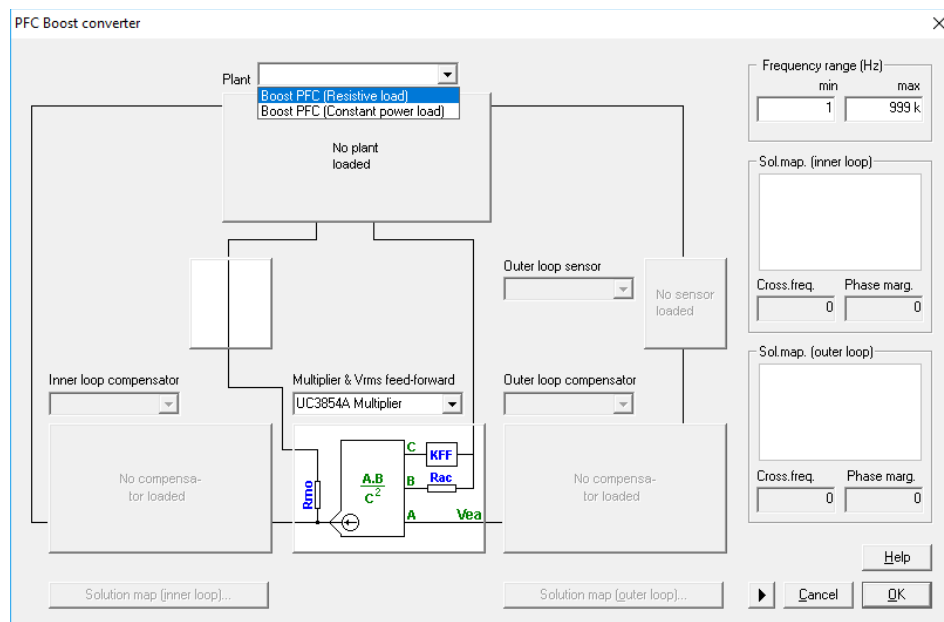 PFC Boost converter
Plant
Boost PFC (Resistive load)
Boost PFC (Constant power load)
No plant
loaded
Frequency range (Hz)
min
max
1
999 k
Sol.map. (inner loop)
Cross.freq.
Phase marg.
0
0
Outer loop sensor
No sensor
loaded
Sol.map. (outer loop)
Cross.freq.
Phase marg.
0
0
Inner loop compensator
Multiplier & Vrms feed-forward
UC3854A Multiplier
Outer loop compensator
No compensa-
tor loaded
Rmo
A.B
C²
C
KFF
B
Rac
A
Vea
No compensa-
tor loaded
Solution map (inner loop)...
Solution map (outer loop)...
Help
Cancel
OK